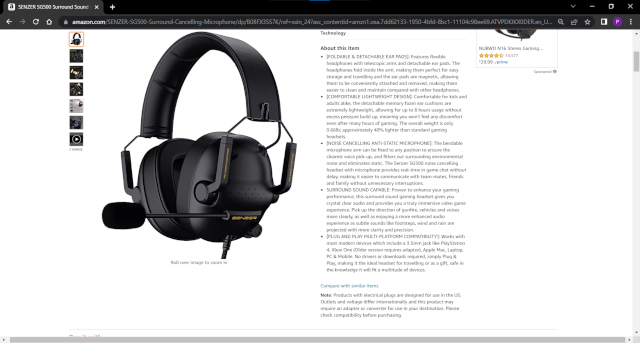 SENZER SG500 Surround Sound
amazon.com/SENZER-SG500-Surround-Cancelling-Microphone/dp/B08FXS5S7K/ref=sxin_24?asc_contentid=amzn1.osa
Technology
About this item
[FOLDABLE & DETACHABLE EAR PADS]: Features flexible
headphones with telescopic arms and detachable ear pads. The
headphones fold inside the arm, making them perfect for easy
storage and travelling and the ear pads are magnetic, allowing
them to be conveniently attached and removed, making them
easier to clean and maintain compared with other headphones.
[COMFORTABLE LIGHTWEIGHT DESIGN]: Comfortable for kids and
adults alike, the detachable memory foam ear cushions are
extremely lightweight, allowing for up to 8 hours usage without
excess pressure build up, meaning you won't feel any discomfort
even after many hours of gaming. The overall weight is only
0.66lb, approximately 40% lighter than standard gaming
headsets.
[NOISE CANCELLING ANTI-STATIC MICROPHONE]: The bendable
microphone arm can be fixed to any position to ensure the
clearest voice pick-up, and filters out surrounding environmental
noise and eliminates static. The Senzer SG500 noise cancelling
headset with microphone provides real-time in game chat without
delay, making it easier to communicate with team mates, friends
and family without unnecessary interruptions.
SURROUND SOUND CAPABLE: Proven to enhance your gaming
performance, this surround sound gaming headset gives you
crystal clear audio and provides you a truly immersive video game
experience. Pick up the direction of gunfire, vehicles and voices
more clearly, as well as enjoying a more enhanced audio
experience as subtle sounds like footsteps, wind and rain are
projected with more clarity and precision.
[PLUG AND PLAY MULTI-PLATFORM COMPATIBILITY]: Works with
most modern devices which include a 3.5mm jack like PlayStation
4, Xbox One (Older version requires adapter), Apple Mac, Laptop,
PC & Mobile. No drivers or downloads required, simply Plug &
Play, making it the ideal headset for travelling or as a gift, safe in
the knowledge it will fit a multitude of devices.
Compare with similar items
Note: Products with electrical plugs are designed for use in the US.
Outlets and voltage differ internationally and this product may
require an adapter or converter for use in your destination. Please
check compatibility before purchasing.
SENZER
Roll over image to zoom in
NUBWO N16 Stereo Gaming ...
14,577
prime
Sponsored
P